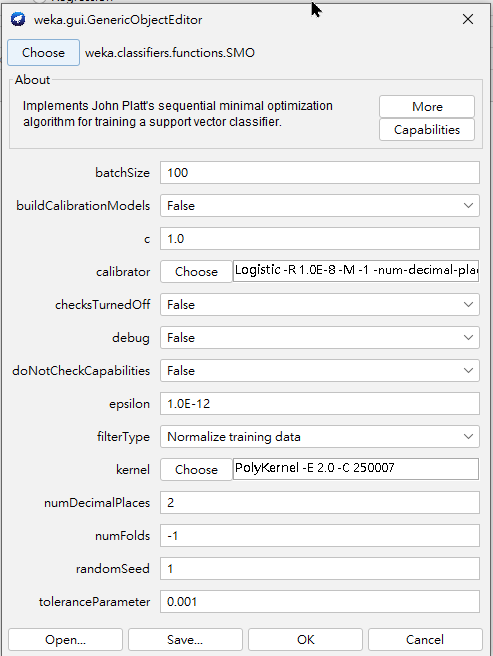 weka.gui.GenericObjectEditor
Choose weka.classifiers.functions.SMO
About
Implements John Platt's sequential minimal optimization
algorithm for training a support vector classifier.
More
Capabilities
batchSize 100
buildCalibrationModels False
c 1.0
calibrator Choose Logistic -R 1.0E-8 -M -1 -num-decimal-pla
checksTurnedOff False
debug False
doNotCheckCapabilities False
epsilon 1.0E-12
filterType Normalize training data
kernel Choose PolyKernel -E 2.0 -C 250007
numDecimalPlaces 2
numFolds -1
randomSeed 1
toleranceParameter 0.001
Open... Save... OK Cancel